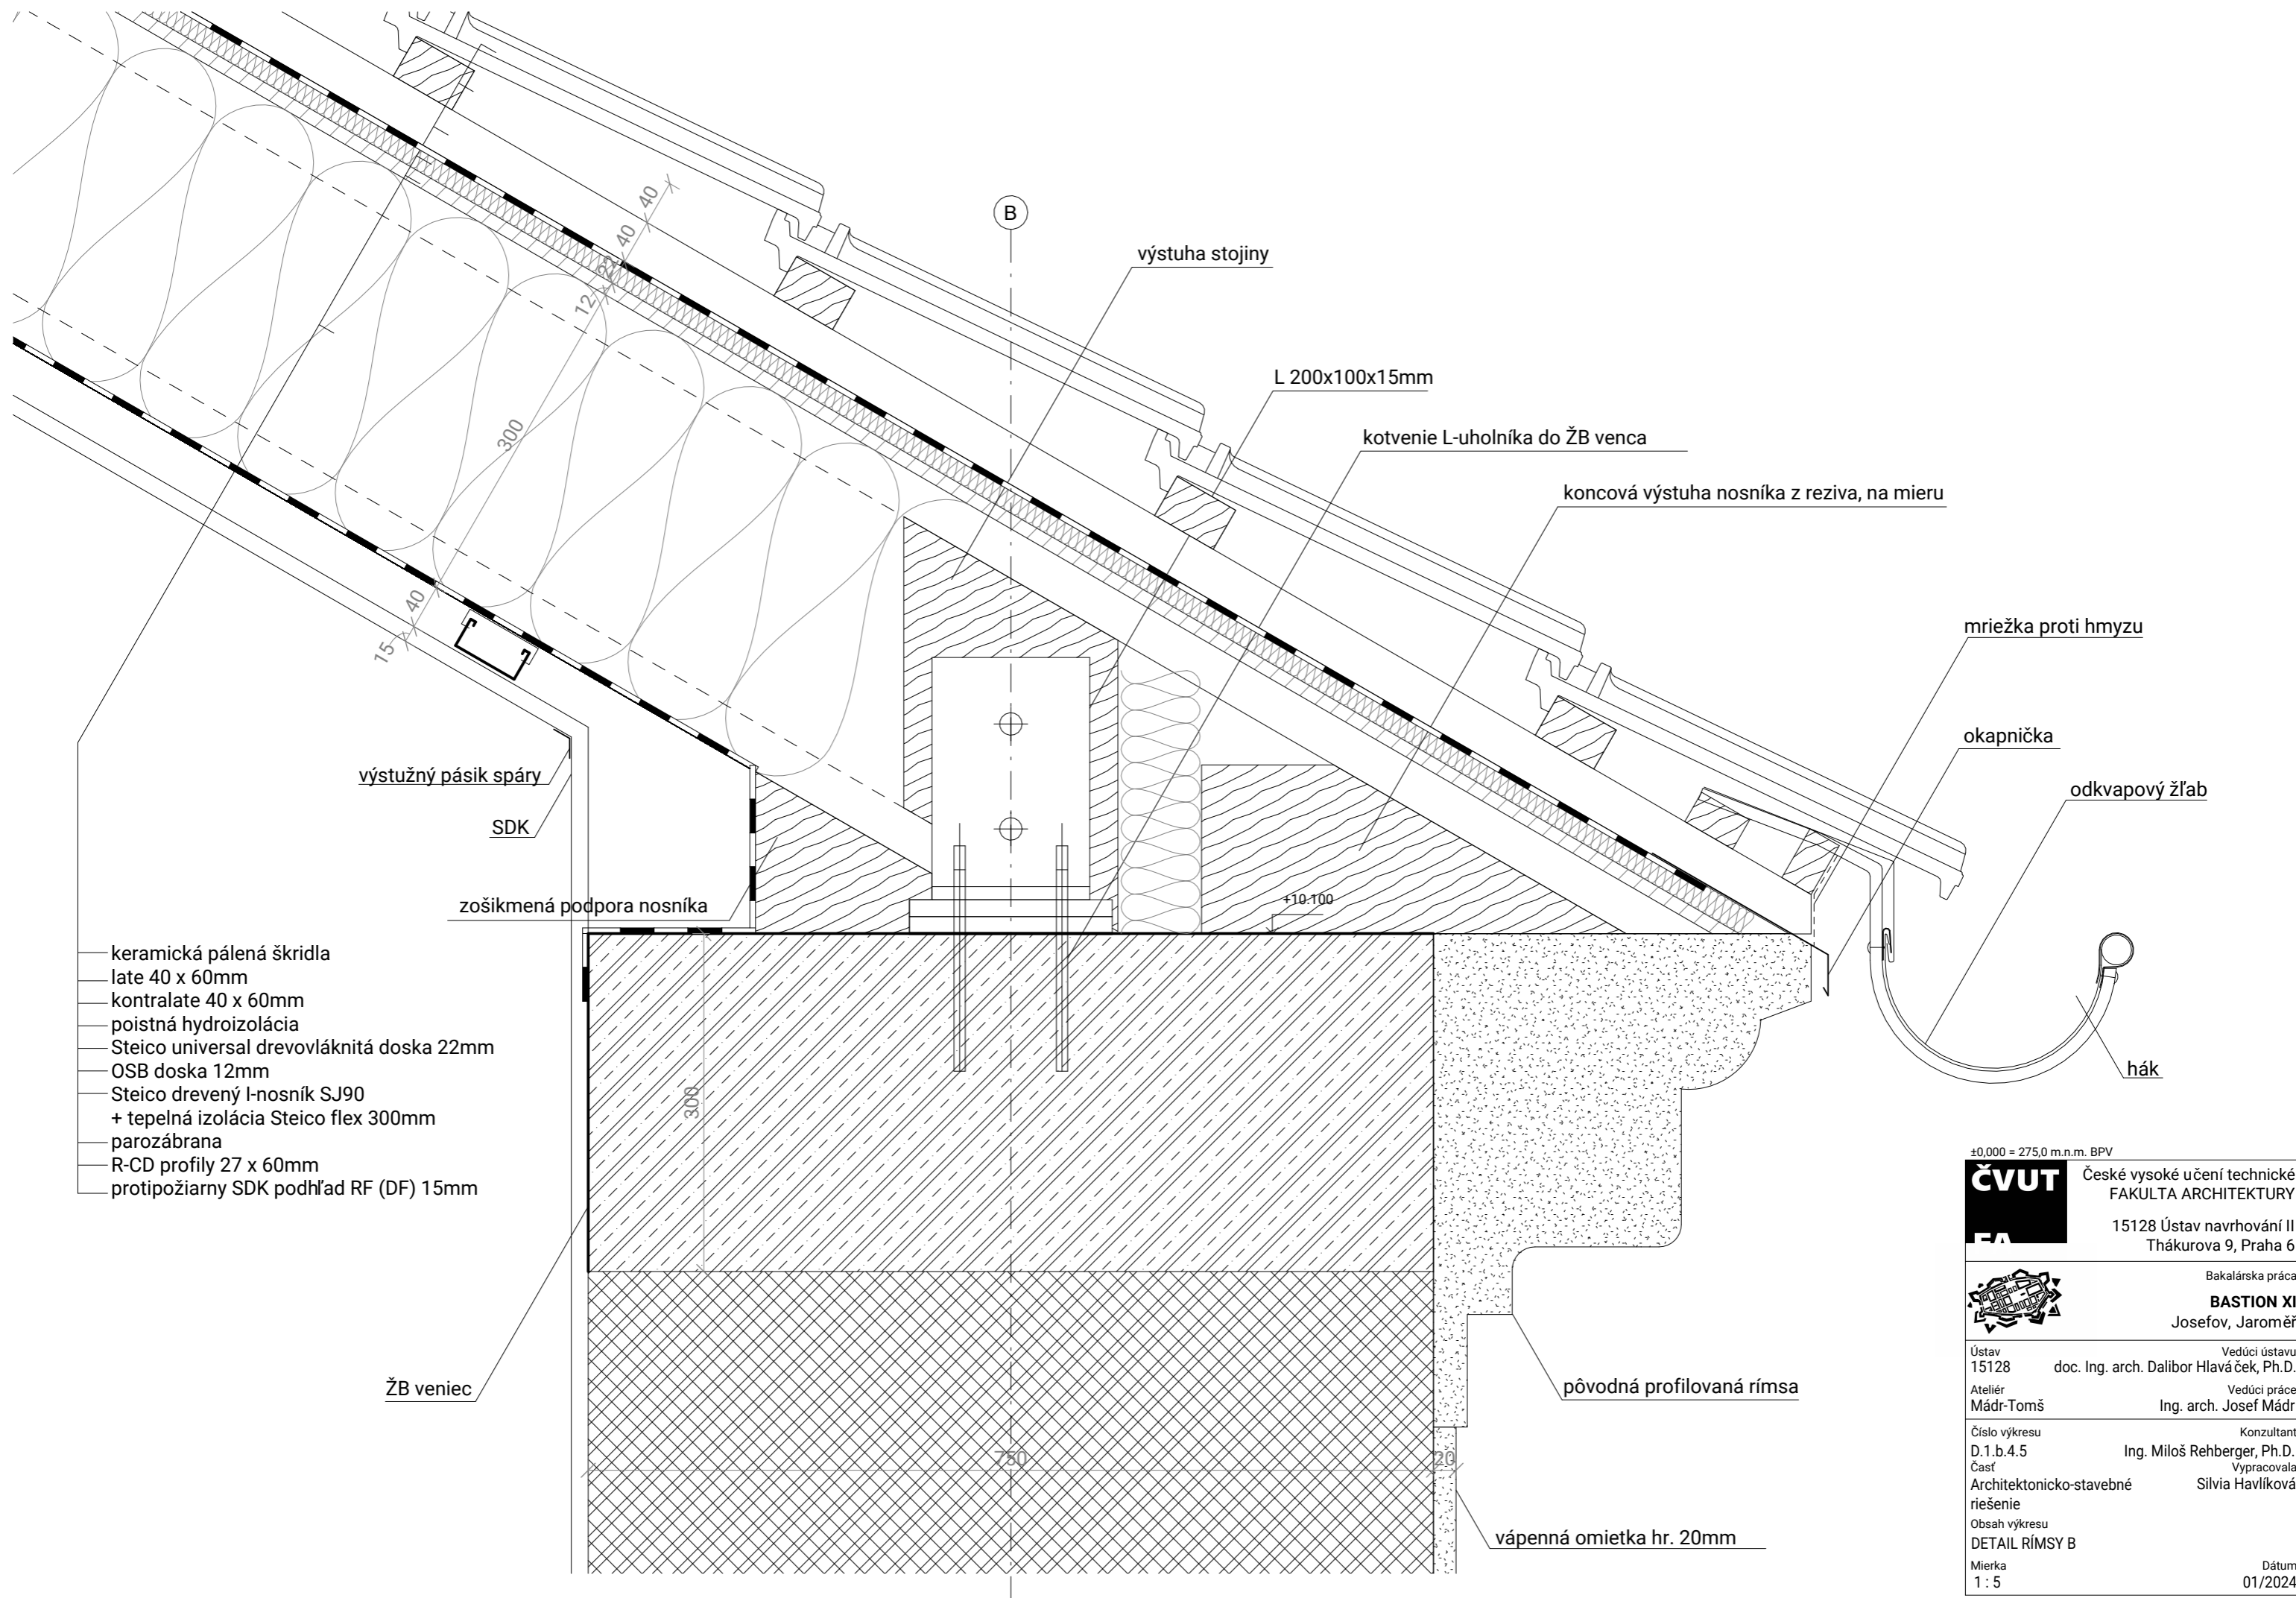 B
výstuha stojiny
L 200x100x15mm
kotvenie L-uholníka do ŽB venca
koncová výstuha nosníka z reziva, na mieru
mriežka proti hmyzu
okapnička
odkvapový žľab
hák
40
40
22
12
300
40
15
výstužný pásik spáry
SDK
zošikmená podpora nosníka
+10.100
keramická pálená škridla
late 40 x 60mm
kontralate 40 x 60mm
poistná hydroizolácia
Steico universal drevovláknitá doska 22mm
OSB doska 12mm
Steico drevený I-nosník SJ90
+ tepelná izolácia Steico flex 300mm
parozábrana
R-CD profily 27 x 60mm
protipožiarny SDK podhľad RF (DF) 15mm
300
ŽB veniec
pôvodná profilovaná rímsa
750
20
vápenná omietka hr. 20mm
±0,000 = 275,0 m.n.m. BPV
ČVUT
FA
České vysoké učení technické
FAKULTA ARCHITEKTURY
15128 Ústav navrhování II
Thákurova 9, Praha 6
Bakalárska práca
BASTION XI
Josefov, Jaroměř
Ústav Vedúci ústavu
15128 doc. Ing. arch. Dalibor Hlaváček, Ph.D.
Ateliér Vedúci práce
Mádr-Tomš Ing. arch. Josef Mádr
Číslo výkresu Konzultant
D.1.b.4.5 Ing. Miloš Rehberger, Ph.D.
Časť Vypracovala
Architektonicko-stavebné Silvia Havlíková
riešenie
Obsah výkresu
DETAIL RÍMSY B
Mierka Dátum
1 : 5 01/2024